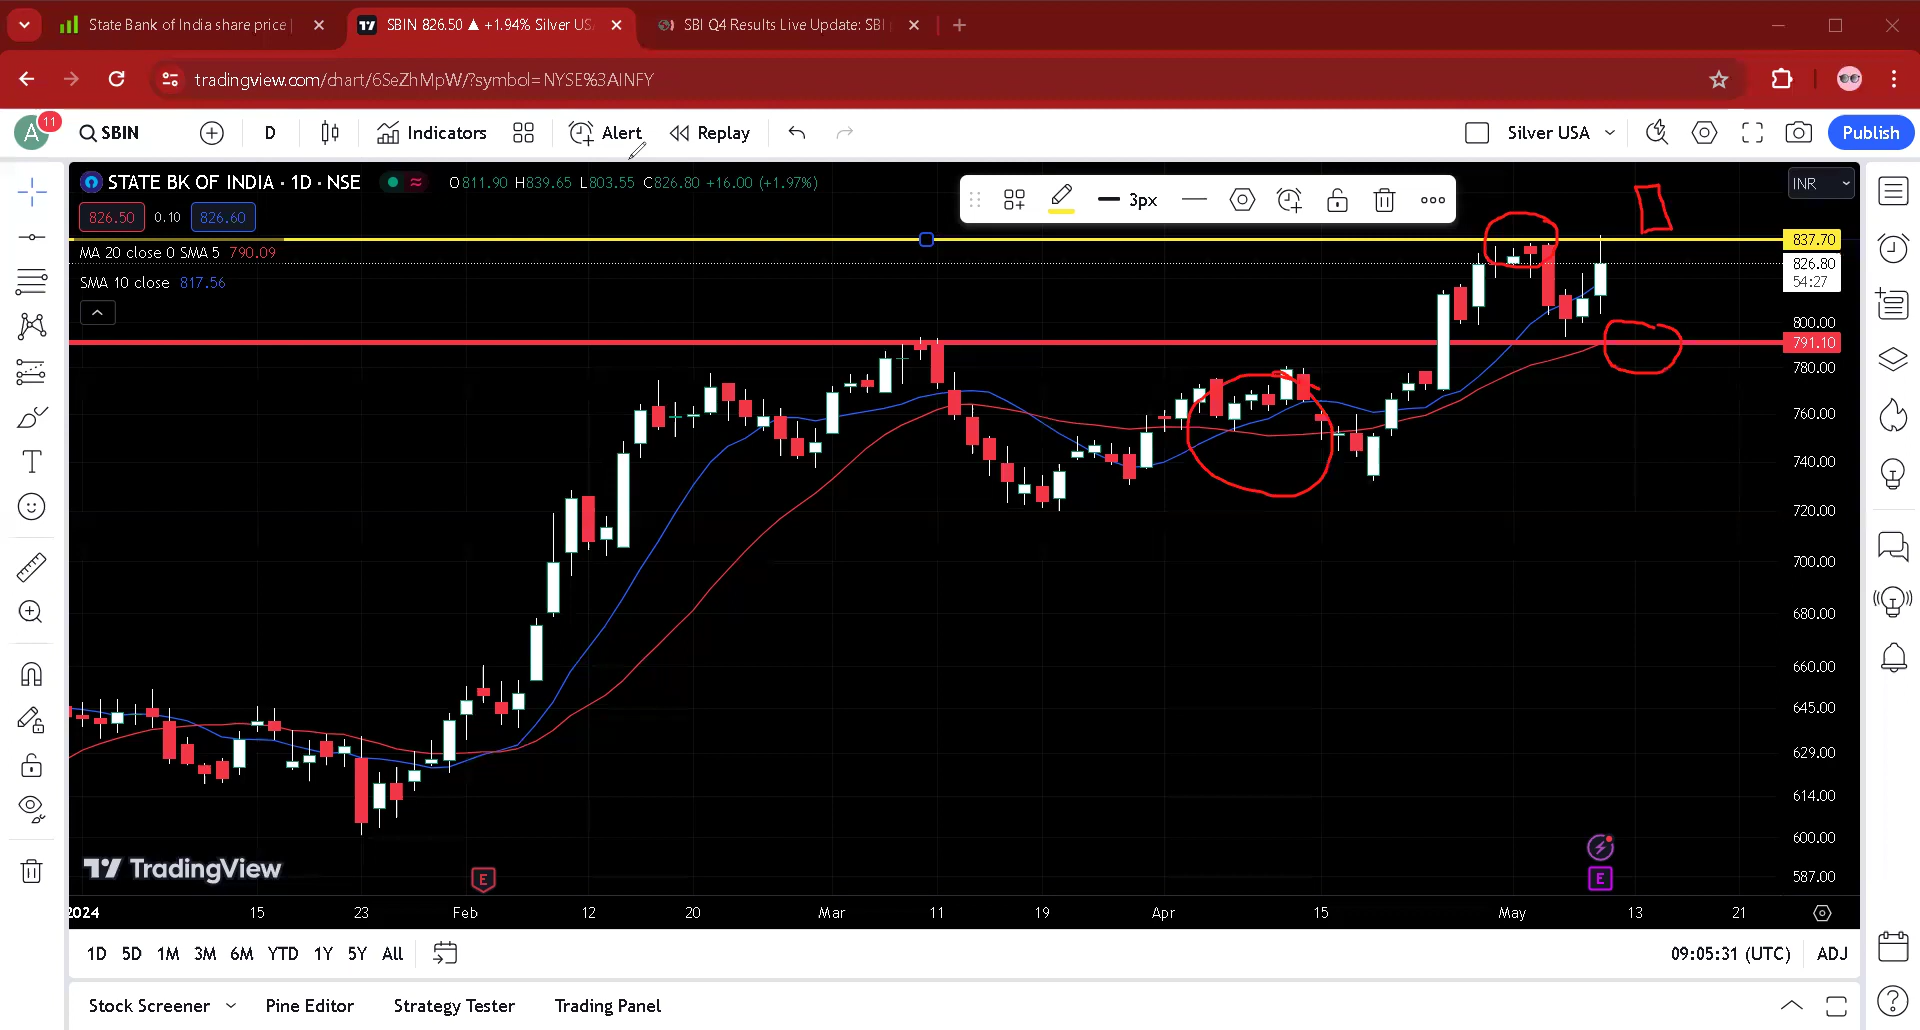 State Bank of India share price
SBIN 826.50 ▲ +1.94% Silver US
SBI Q4 Results Live Update: SBI
tradingview.com/chart/6SeZhMpW/?symbol=NYSE%3AINFY
A
11
SBIN
D
Indicators
Alert
Replay
Silver USA
Publish
STATE BK OF INDIA · 1D · NSE
O811.90 H839.65 L803.55 C826.80 +16.00 (+1.97%)
826.50 0.10 826.60
MA 20 close 0 SMA 5 790.09
SMA 10 close 817.56
3px
INR
837.70
826.80
54:27
800.00
791.10
780.00
760.00
740.00
720.00
700.00
680.00
660.00
645.00
629.00
614.00
600.00
587.00
TradingView
E
E
2024 15 23 Feb 12 20 Mar 11 19 Apr 15 May 13 21
1D 5D 1M 3M 6M YTD 1Y 5Y All
09:05:31 (UTC) ADJ
Stock Screener Pine Editor Strategy Tester Trading Panel